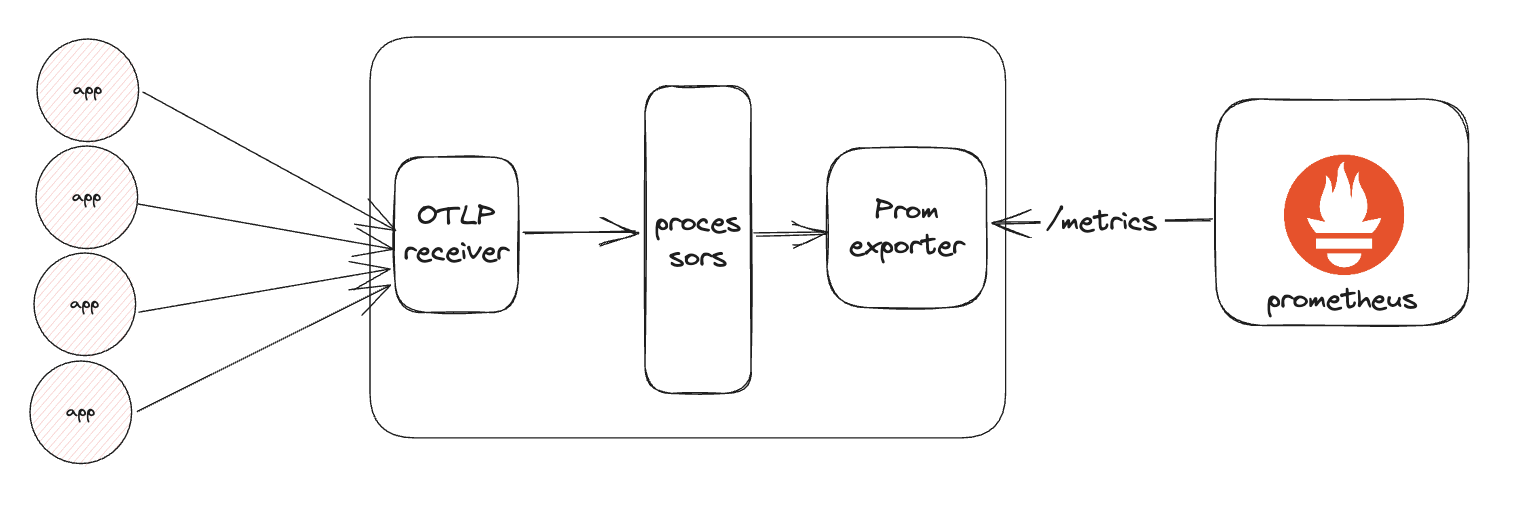 app
app
app
app
OTLP
receiver
proces
sors
Prom
exporter
/metrics
prometheus